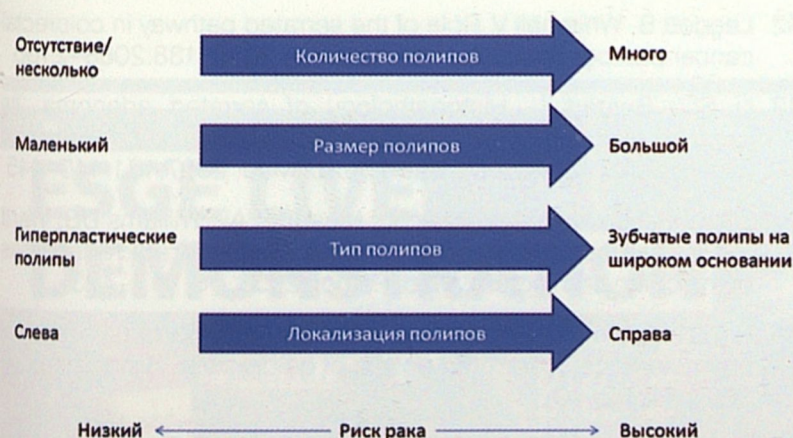 Отсутствие/
несколько
Количество полипов
Много
Маленький
Размер полипов
Большой
Гиперпластические
полипы
Тип полипов
Зубчатые полипы на
широком основании
Слева
Локализация полипов
Справа
Низкий
Риск рака
Высокий